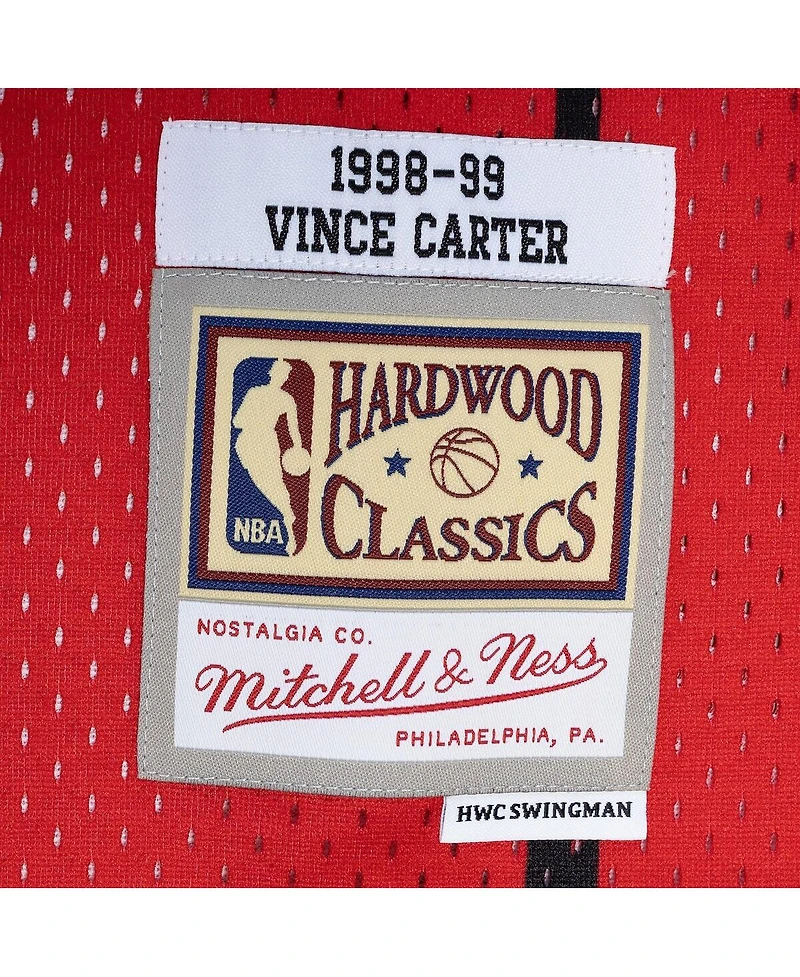 1998-99
VINCE CARTER
HARDWOOD
CLASSICS
NBA
NOSTALGIA CO.
Mitchell & Ness
PHILADELPHIA, PA.
HWC SWINGMAN